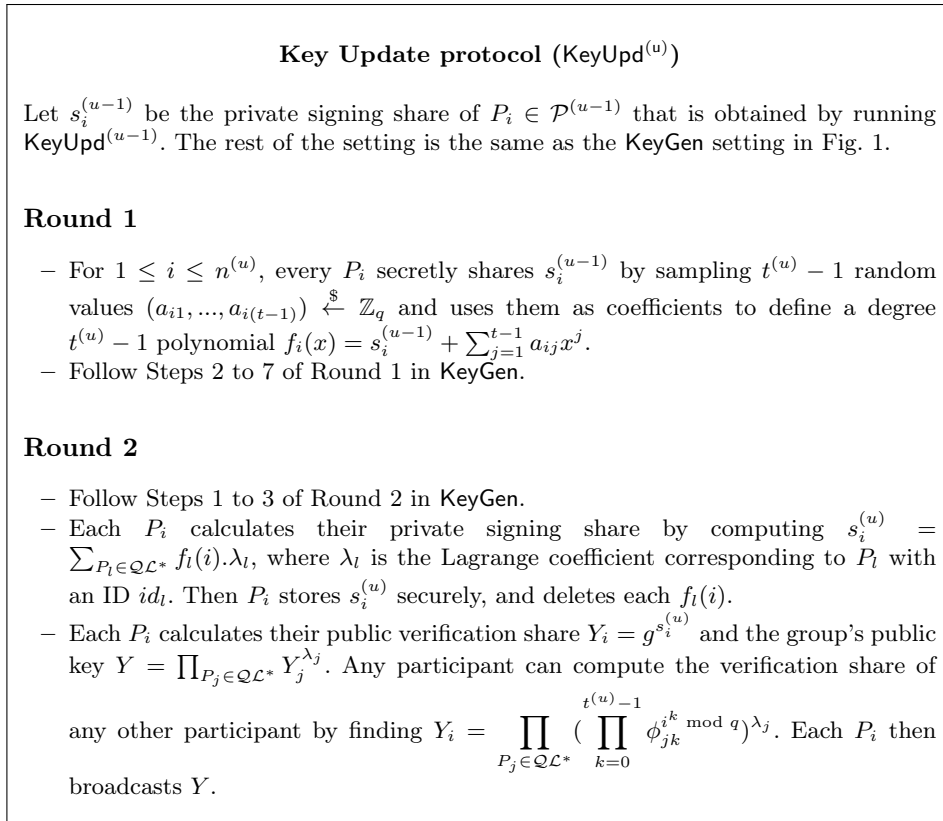 Key Update protocol (KeyUpd^(u))
Let s_i^(u−1) be the private signing share of P_i ∈ 𝒫^(u−1) that is obtained by running
KeyUpd^(u−1). The rest of the setting is the same as the KeyGen setting in Fig. 1.
Round 1
– For 1 ≤ i ≤ n^(u), every P_i secretly shares s_i^(u−1) by sampling t^(u) − 1 random
values (a_i1, ..., a_i(t−1)) ←$ ℤ_q and uses them as coefficients to define a degree
t^(u) − 1 polynomial f_i(x) = s_i^(u−1) + ∑_{j=1}^{t−1} a_ij x^j.
– Follow Steps 2 to 7 of Round 1 in KeyGen.
Round 2
– Follow Steps 1 to 3 of Round 2 in KeyGen.
– Each P_i calculates their private signing share by computing s_i^(u) =
∑_{P_l∈𝒬ℒ*} f_l(i).λ_l, where λ_l is the Lagrange coefficient corresponding to P_l with
an ID id_l. Then P_i stores s_i^(u) securely, and deletes each f_l(i).
– Each P_i calculates their public verification share Y_i = g^{s_i^(u)} and the group's public
key Y = ∏_{P_j∈𝒬ℒ*} Y_j^{λ_j}. Any participant can compute the verification share of
any other participant by finding Y_i = ∏_{P_j∈𝒬ℒ*} ( ∏_{k=0}^{t^(u)−1} φ_jk^{i^k mod q})^{λ_j}. Each P_i then
broadcasts Y.